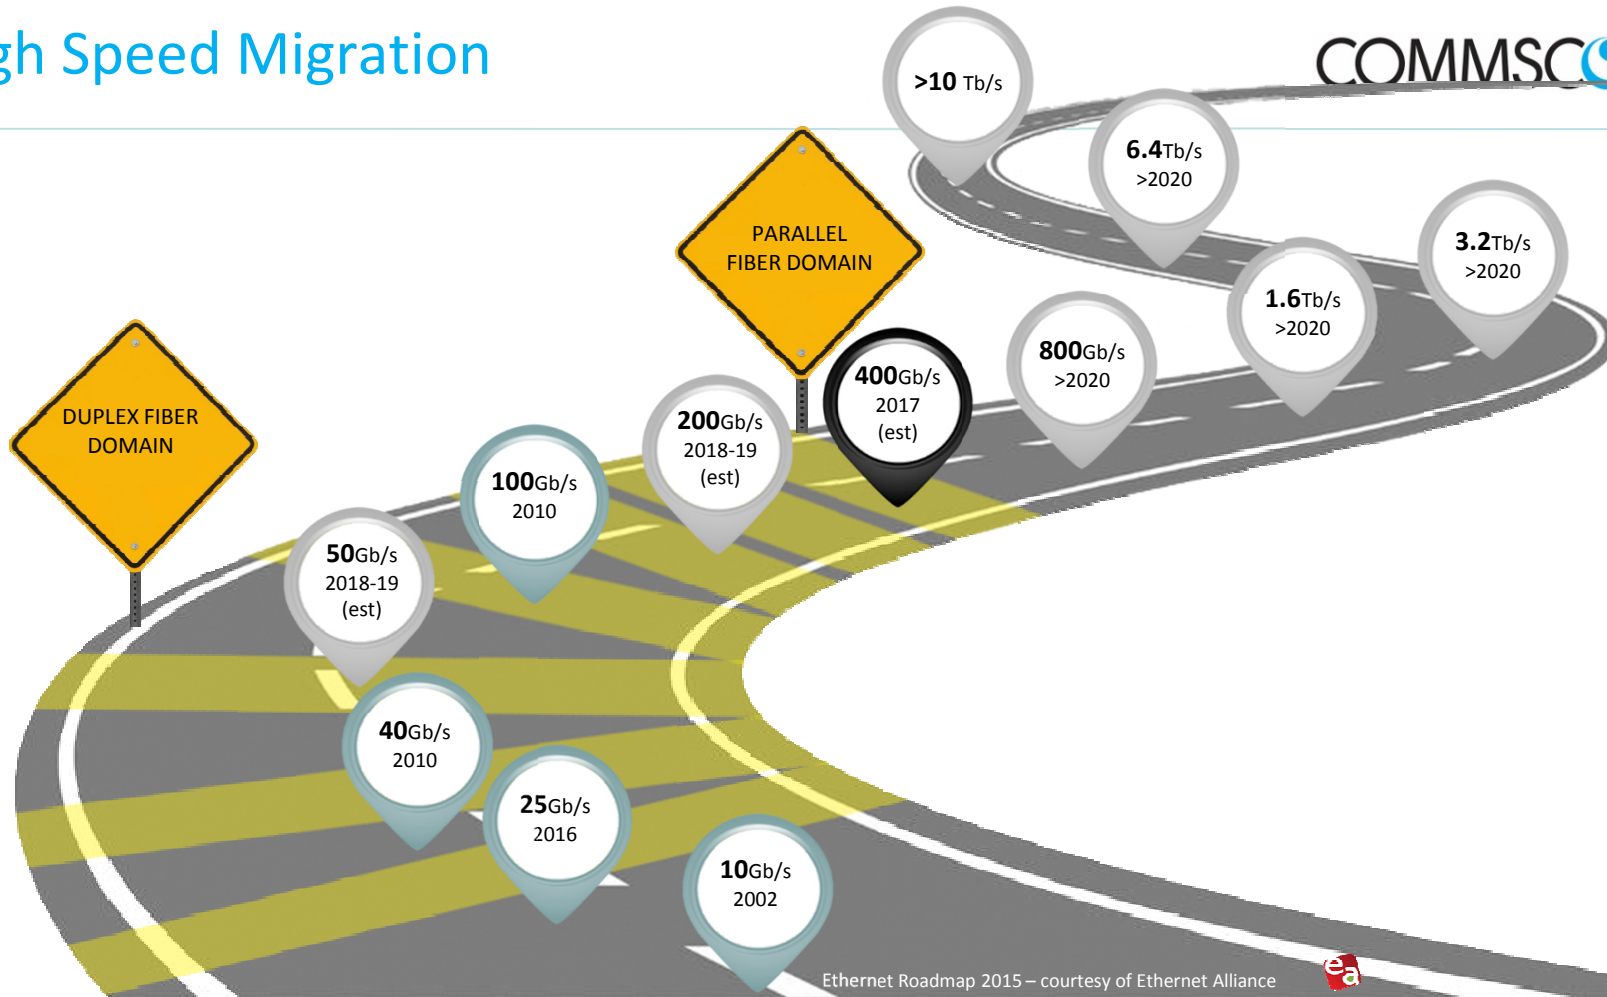 gh Speed Migration
COMMSC
>10 Tb/s
6.4Tb/s
>2020
3.2Tb/s
>2020
PARALLEL
FIBER DOMAIN
1.6Tb/s
>2020
800Gb/s
>2020
400Gb/s
2017
(est)
DUPLEX FIBER
DOMAIN
200Gb/s
2018-19
(est)
100Gb/s
2010
50Gb/s
2018-19
(est)
40Gb/s
2010
25Gb/s
2016
10Gb/s
2002
Ethernet Roadmap 2015 – courtesy of Ethernet Alliance
ea